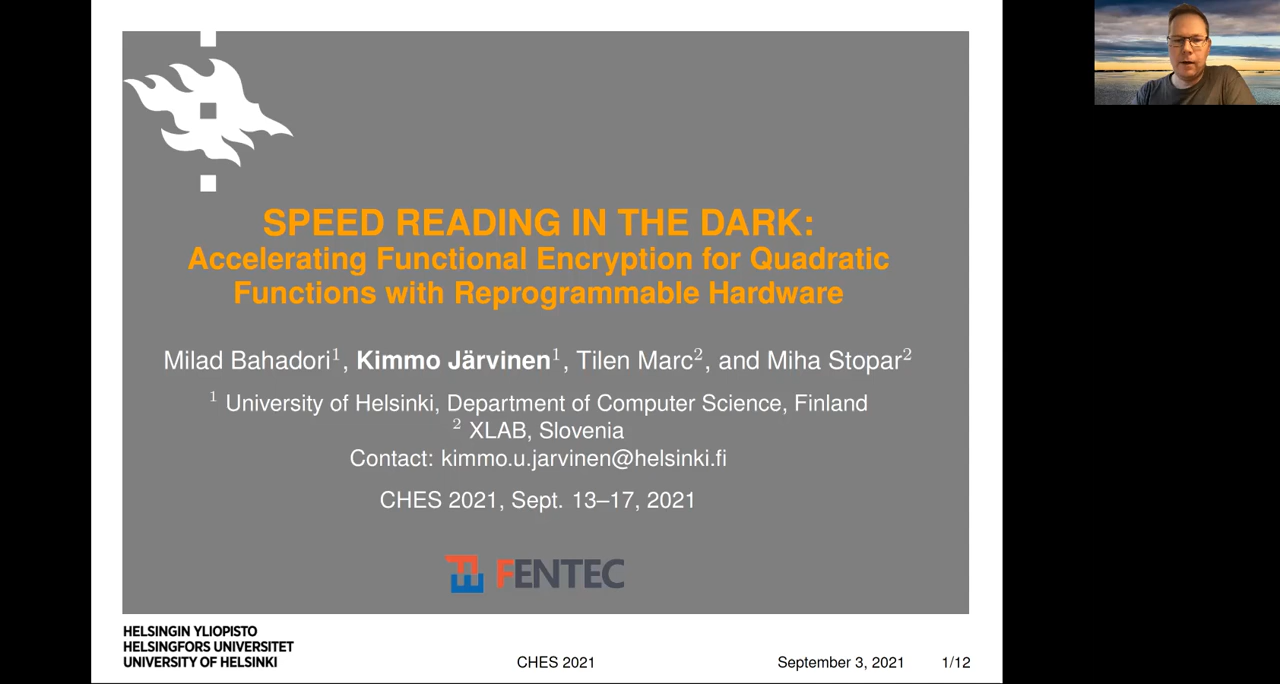 SPEED READING IN THE DARK:
Accelerating Functional Encryption for Quadratic
Functions with Reprogrammable Hardware
Milad Bahadori¹, Kimmo Järvinen¹, Tilen Marc², and Miha Stopar²
¹ University of Helsinki, Department of Computer Science, Finland
² XLAB, Slovenia
Contact: kimmo.u.jarvinen@helsinki.fi
CHES 2021, Sept. 13–17, 2021
FE FENTEC
HELSINGIN YLIOPISTO
HELSINGFORS UNIVERSITET
UNIVERSITY OF HELSINKI
CHES 2021
September 3, 2021
1/12